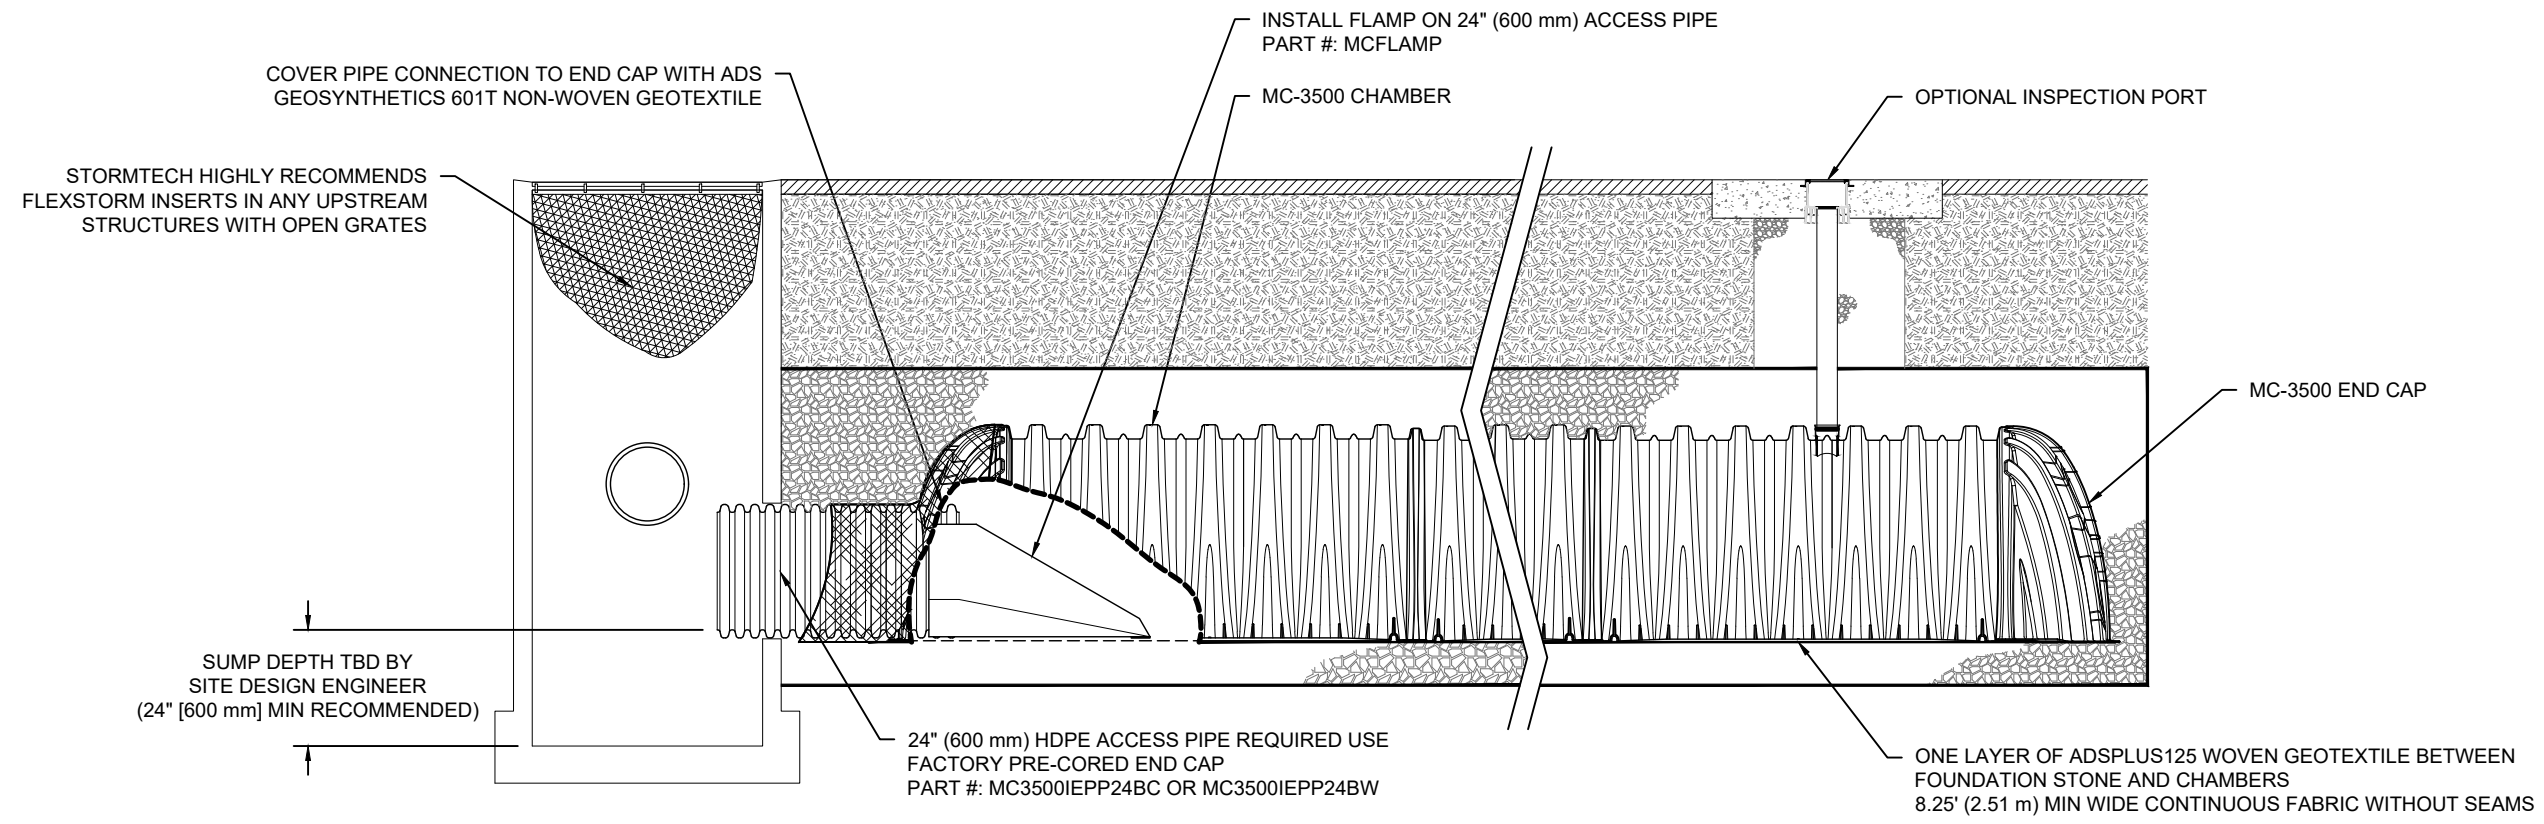 INSTALL FLAMP ON 24" (600 mm) ACCESS PIPE
PART #: MCFLAMP
COVER PIPE CONNECTION TO END CAP WITH ADS
GEOSYNTHETICS 601T NON-WOVEN GEOTEXTILE
MC-3500 CHAMBER
OPTIONAL INSPECTION PORT
STORMTECH HIGHLY RECOMMENDS
FLEXSTORM INSERTS IN ANY UPSTREAM
STRUCTURES WITH OPEN GRATES
MC-3500 END CAP
SUMP DEPTH TBD BY
SITE DESIGN ENGINEER
(24" [600 mm] MIN RECOMMENDED)
24" (600 mm) HDPE ACCESS PIPE REQUIRED USE
FACTORY PRE-CORED END CAP
PART #: MC3500IEPP24BC OR MC3500IEPP24BW
ONE LAYER OF ADSPLUS125 WOVEN GEOTEXTILE BETWEEN
FOUNDATION STONE AND CHAMBERS
8.25' (2.51 m) MIN WIDE CONTINUOUS FABRIC WITHOUT SEAMS